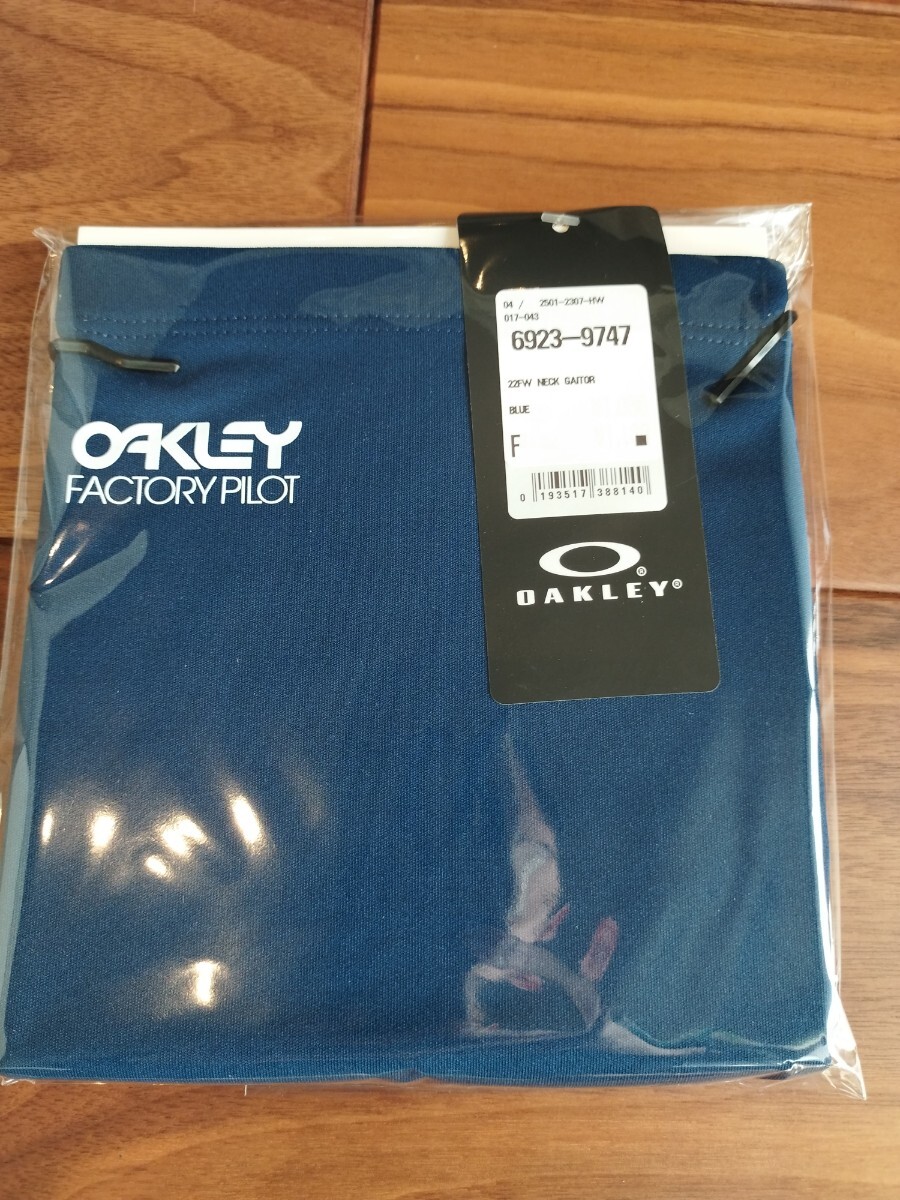 OAKLEY
FACTORY PILOT
04 / 2501-2307-HW
017-043
6923-9747
22FW NECK GAITOR
BLUE
F ■
0 193517 388140
OAKLEY®